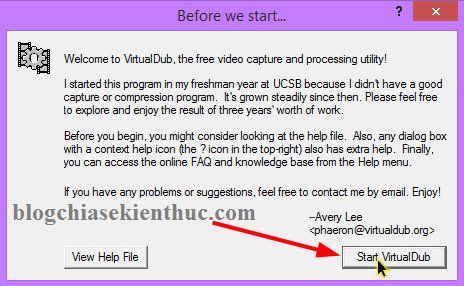 Before we start...
Welcome to VirtualDub, the free video capture and processing utility!
I started this program in my freshman year at UCSB because I didn't have a good
capture or compression program.  It's grown steadily since then. Please feel free
to explore and enjoy the result of three years' worth of work.
Before you begin, you might consider looking at the help file.  Also, any dialog box
with a context help icon (the ? icon in the top-right) also has extra help.  Finally,
you can access the online FAQ and knowledge base from the Help menu.
If you have any problems or suggestions, feel free to contact me by email. Enjoy!
blogchiasekienthuc.com
--Avery Lee
<phaeron@virtualdub.org>
View Help File
Start VirtualDub